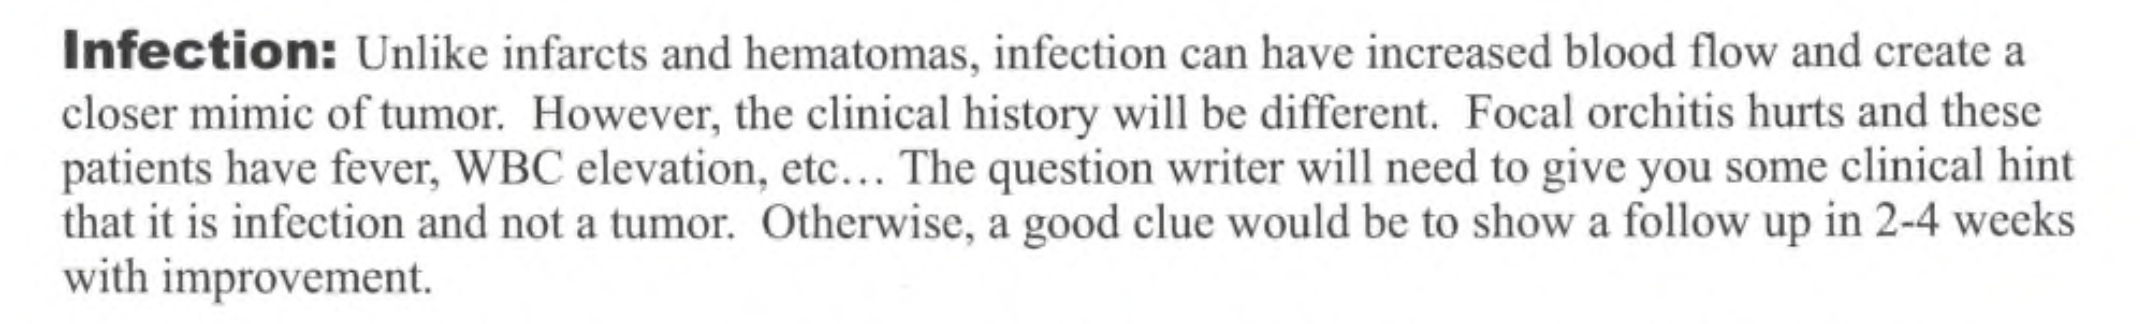 Infection: Unlike infarcts and hematomas, infection can have increased blood flow and create a
closer mimic of tumor. However, the clinical history will be different. Focal orchitis hurts and these
patients have fever, WBC elevation, etc… The question writer will need to give you some clinical hint
that it is infection and not a tumor. Otherwise, a good clue would be to show a follow up in 2-4 weeks
with improvement.